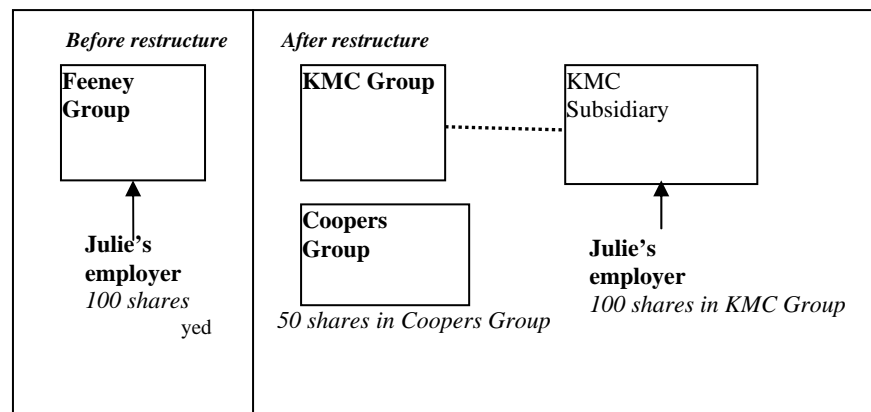 Before restructure
Feeney
Group
Julie's
employer
100 shares
yed
After restructure
KMC Group
KMC
Subsidiary
Coopers
Group
50 shares in Coopers Group
Julie's
employer
100 shares in KMC Group